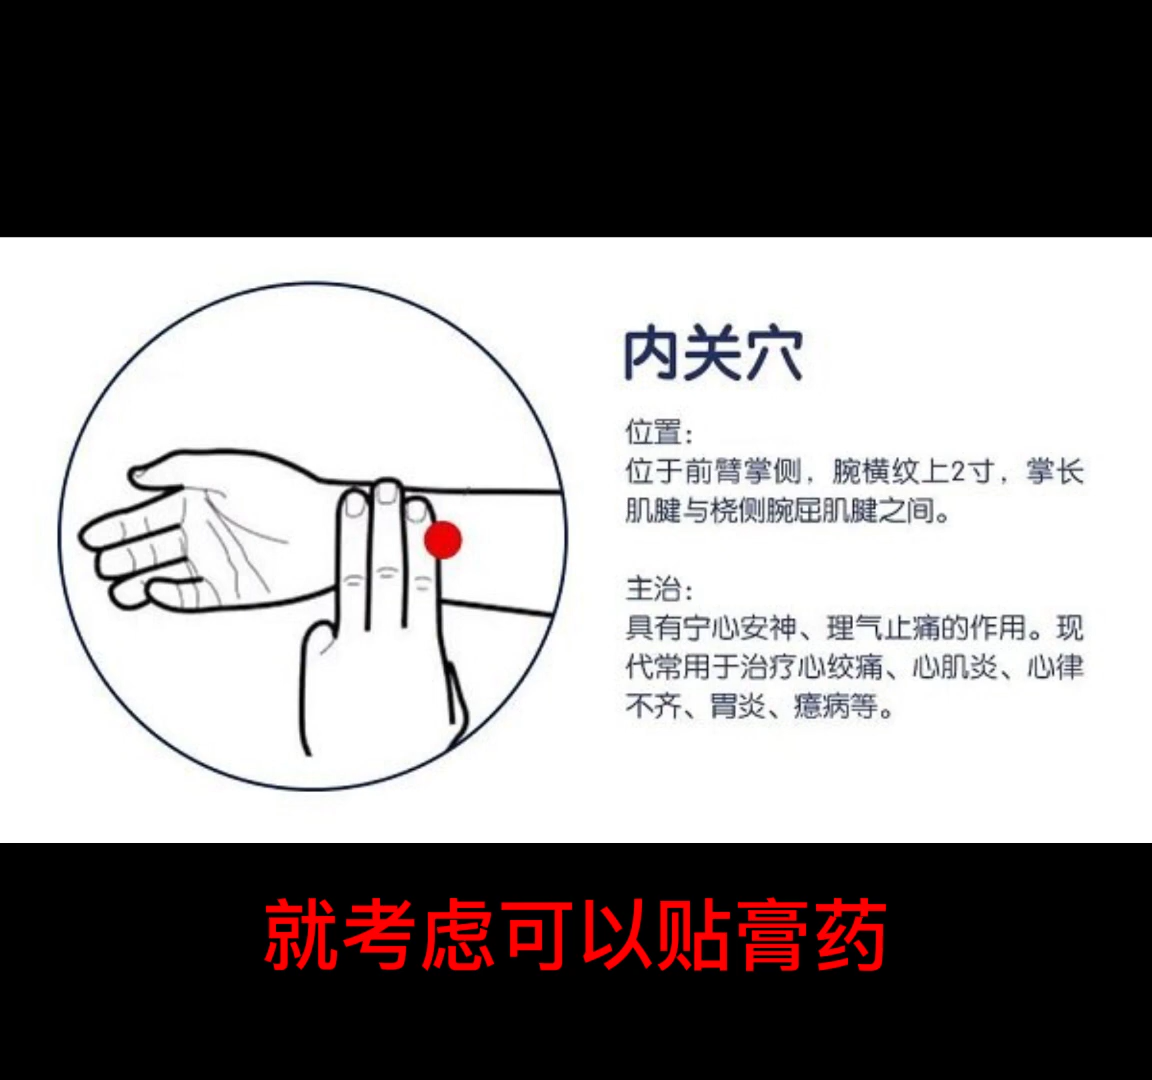 内关穴
位置：
位于前臂掌侧，腕横纹上2寸，掌长
肌腱与桡侧腕屈肌腱之间。
主治：
具有宁心安神、理气止痛的作用。现
代常用于治疗心绞痛、心肌炎、心律
不齐、胃炎、癔病等。
就考虑可以贴膏药